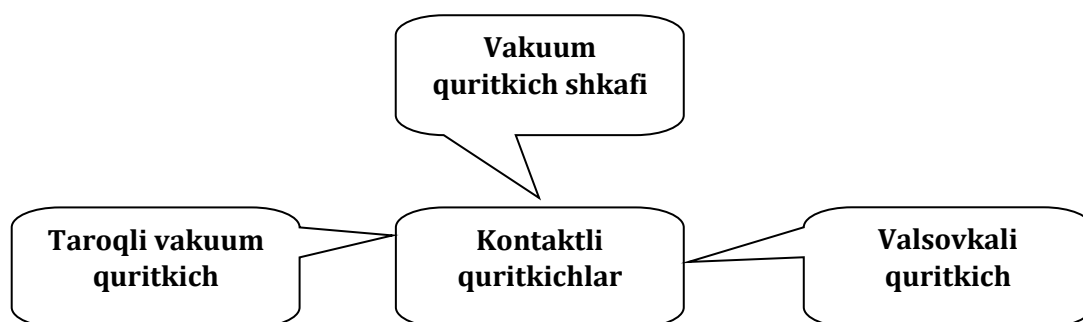 Vakuum
quritkich shkafi
Taroqli vakuum
quritkich
Kontaktli
quritkichlar
Valsovkali
quritkich